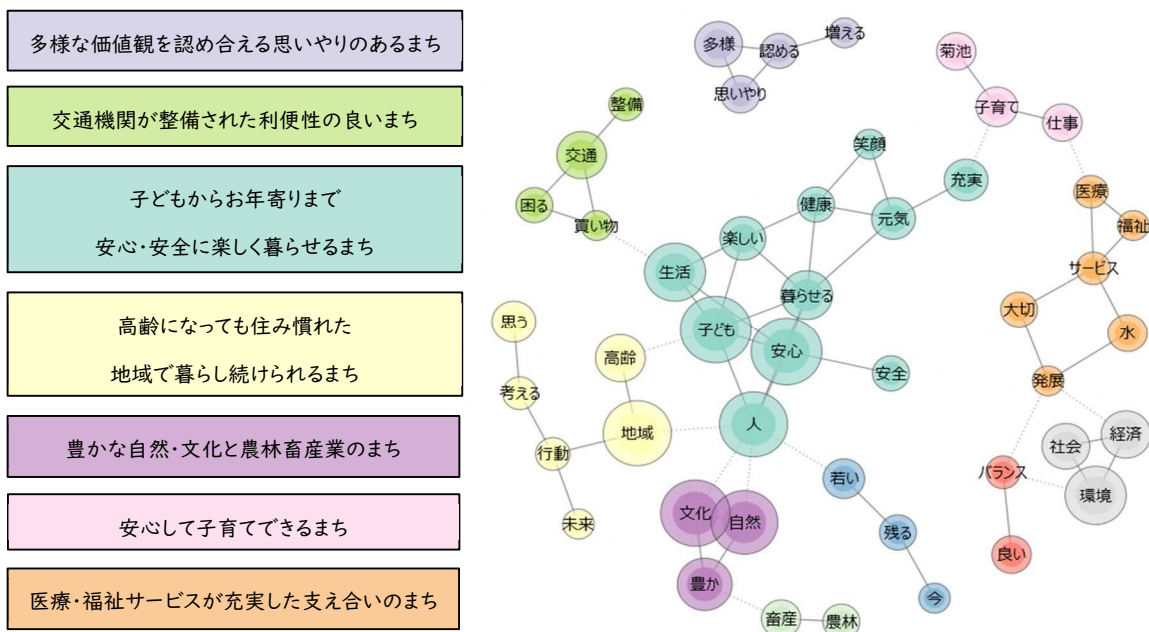 多様な価値観を認め合える思いやりのあるまち
交通機関が整備された利便性の良いまち
子どもからお年寄りまで
安心・安全に楽しく暮らせるまち
高齢になっても住み慣れた
地域で暮らし続けられるまち
豊かな自然・文化と農林畜産業のまち
安心して子育てできるまち
医療・福祉サービスが充実した支え合いのまち
多様
認める
増える
思いやり
整備
交通
困る
買い物
菊池
子育て
仕事
笑顔
充実
健康
元気
楽しい
生活
暮らせる
子ども
安心
安全
人
医療
福祉
サービス
大切
水
発展
思う
高齢
考える
地域
行動
未来
文化
自然
豊か
畜産
農林
若い
残る
今
社会
経済
環境
バランス
良い